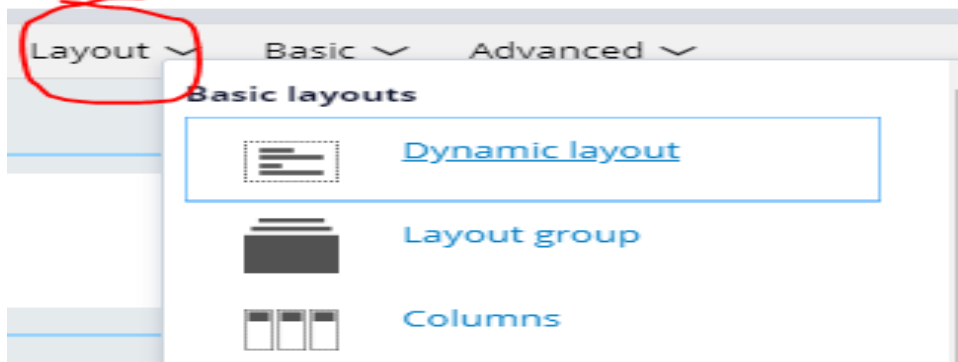 Layout Basic Advanced
Basic layouts
Dynamic layout
Layout group
Columns